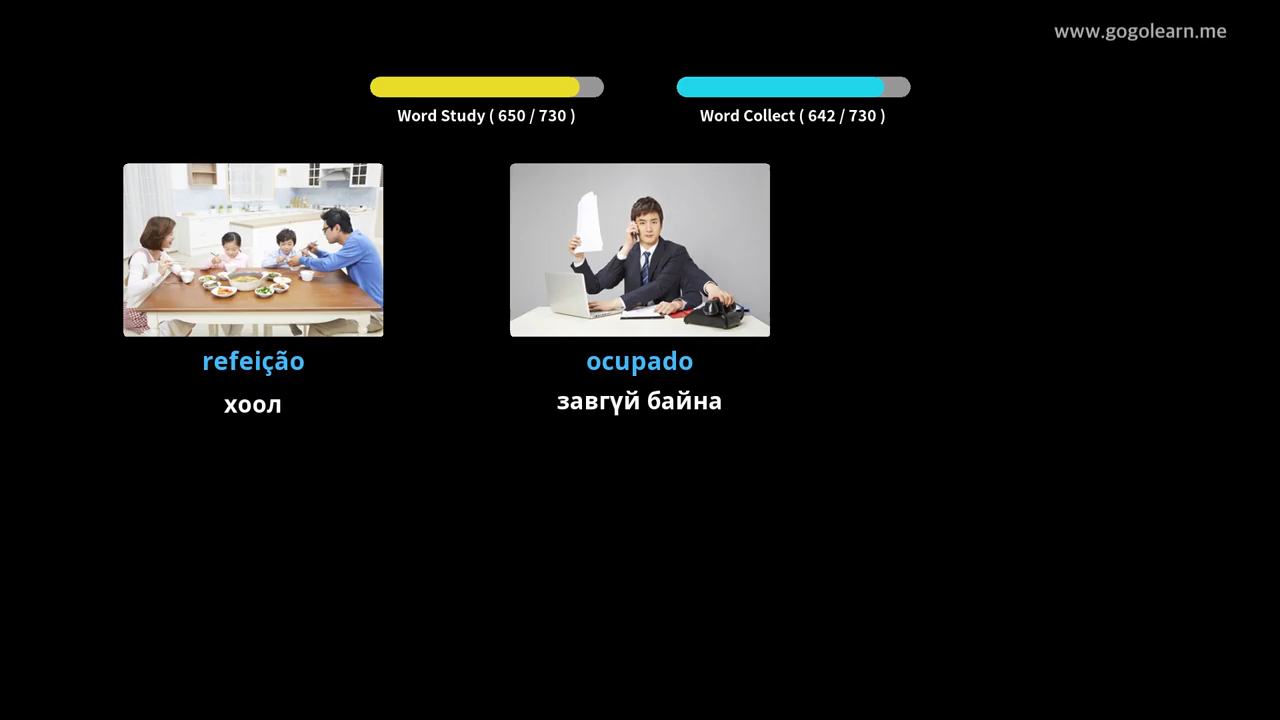 www.gogolearn.me
Word Study ( 650 / 730 )
Word Collect ( 642 / 730 )
refeição
хоол
ocupado
завгүй байна